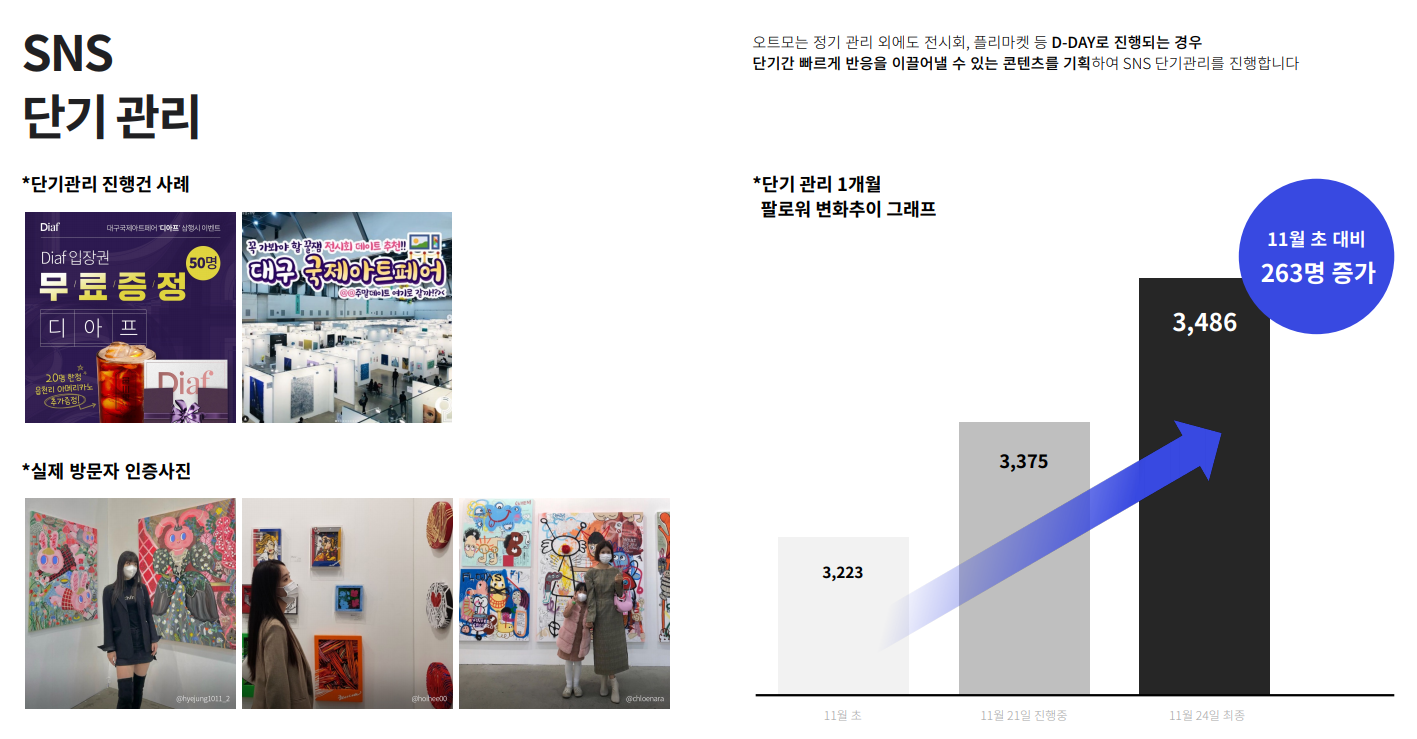 SNS
단기 관리
오트모는 정기 관리 외에도 전시회, 플리마켓 등 D-DAY로 진행되는 경우
단기간 빠르게 반응을 이끌어낼 수 있는 콘텐츠를 기획하여 SNS 단기관리를 진행합니다
*단기관리 진행건 사례
Diaf
대구국제아트페어 '디아프' 삼행시 이벤트
Diaf 입장권
50명
무료증정
디 아 프
20명 한정
읍천리 아메리카노
추가증정!
Diaf
꼭 가봐야 할 꿀잼 전시회 데이트 추천!!
대구 국제아트페어
@@주말데이트 여기로 갈까!?><
*실제 방문자 인증사진
@hyejung1011_2
@hoihee00
@chloenara
*단기 관리 1개월
팔로워 변화추이 그래프
11월 초 대비
263명 증가
3,486
3,375
3,223
11월 초
11월 21일 진행중
11월 24일 최종